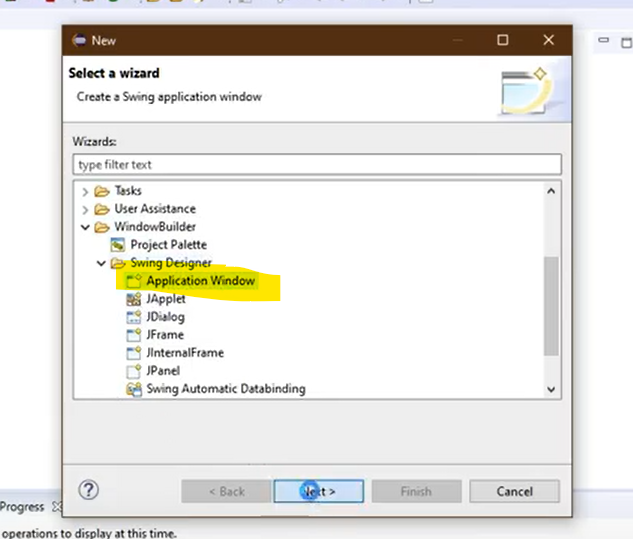 New
Select a wizard
Create a Swing application window
Wizards:
type filter text
Tasks
User Assistance
WindowBuilder
Project Palette
Swing Designer
Application Window
JApplet
JDialog
JFrame
JInternalFrame
JPanel
Swing Automatic Databinding
?
< Back
Next >
Finish
Cancel
Progress
operations to display at this time.